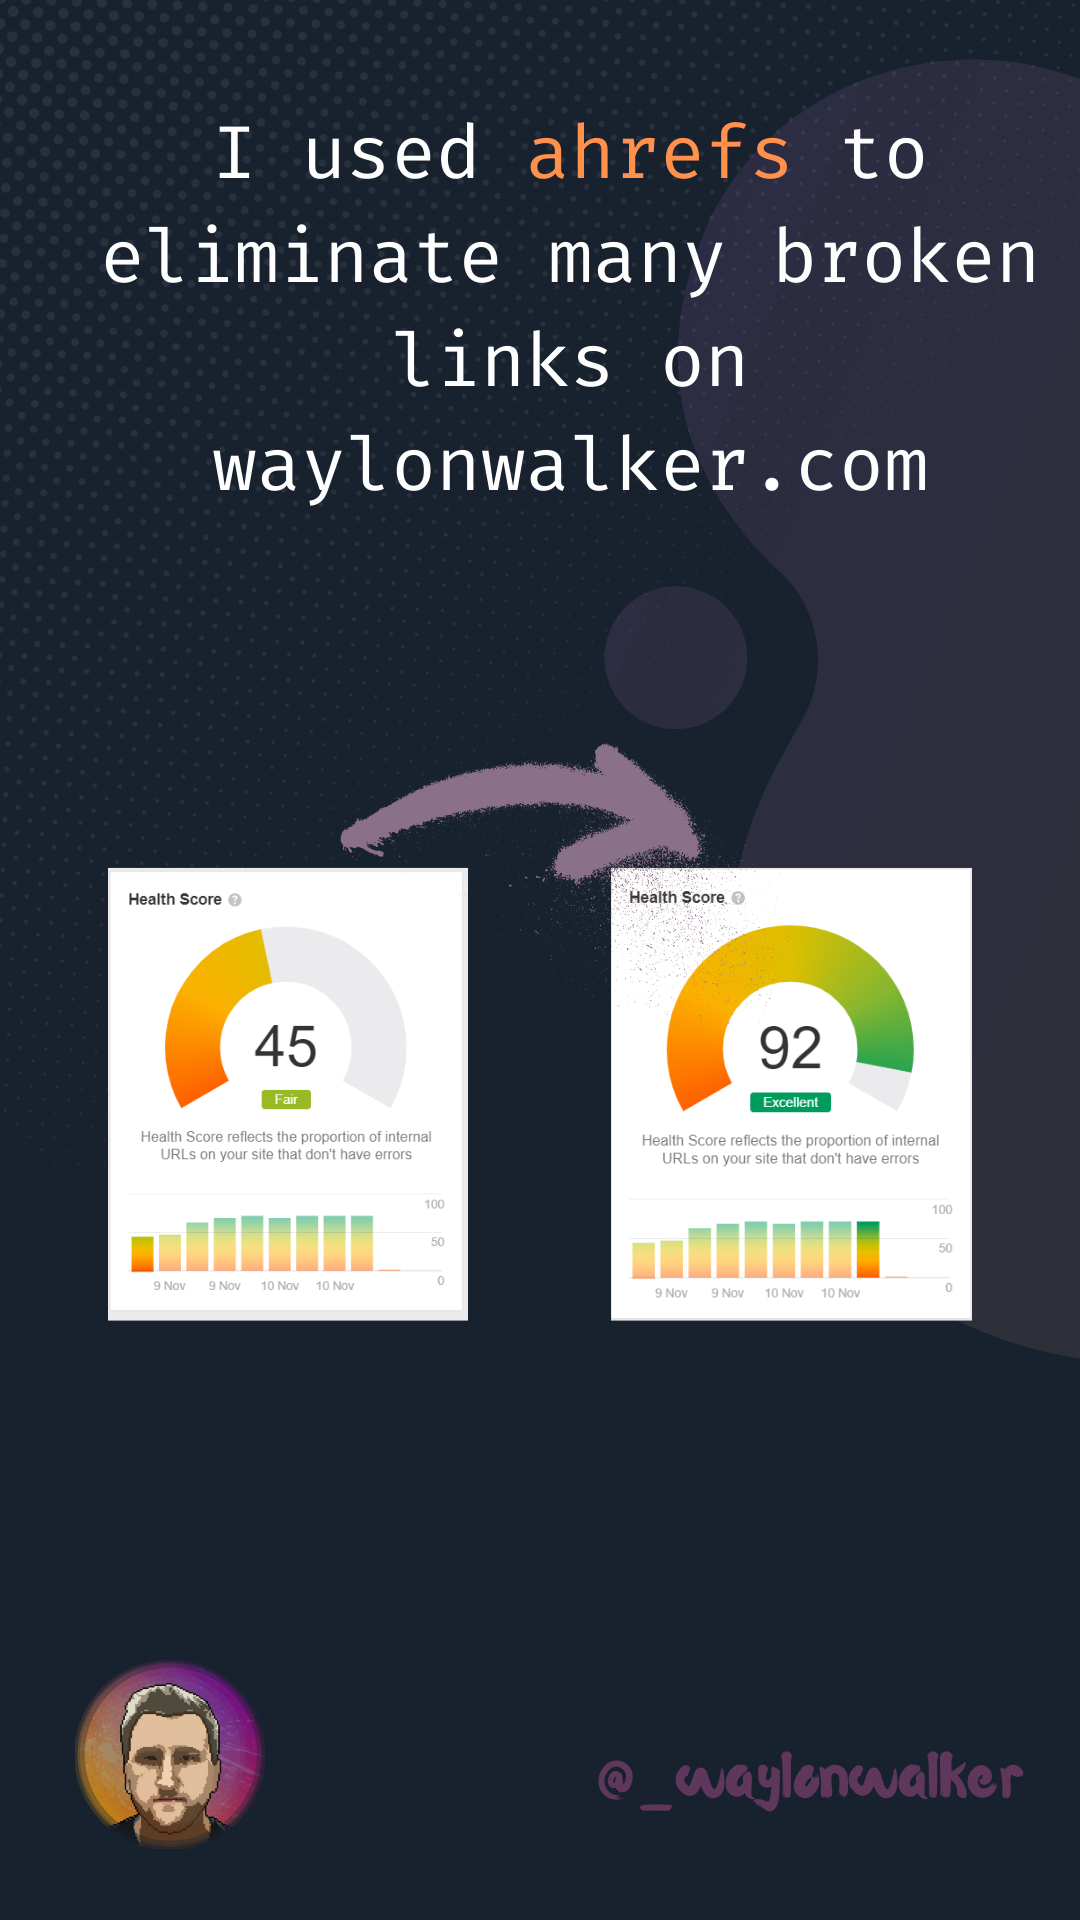 I used ahrefs to
eliminate many broken
links on
waylonwalker.com
Health Score ?
45
Fair
Health Score reflects the proportion of internal
URLs on your site that don't have errors
100
50
0
9 Nov 9 Nov 10 Nov 10 Nov
Health Score ?
92
Excellent
Health Score reflects the proportion of internal
URLs on your site that don't have errors
100
50
0
9 Nov 9 Nov 10 Nov 10 Nov
@_waylonwalker